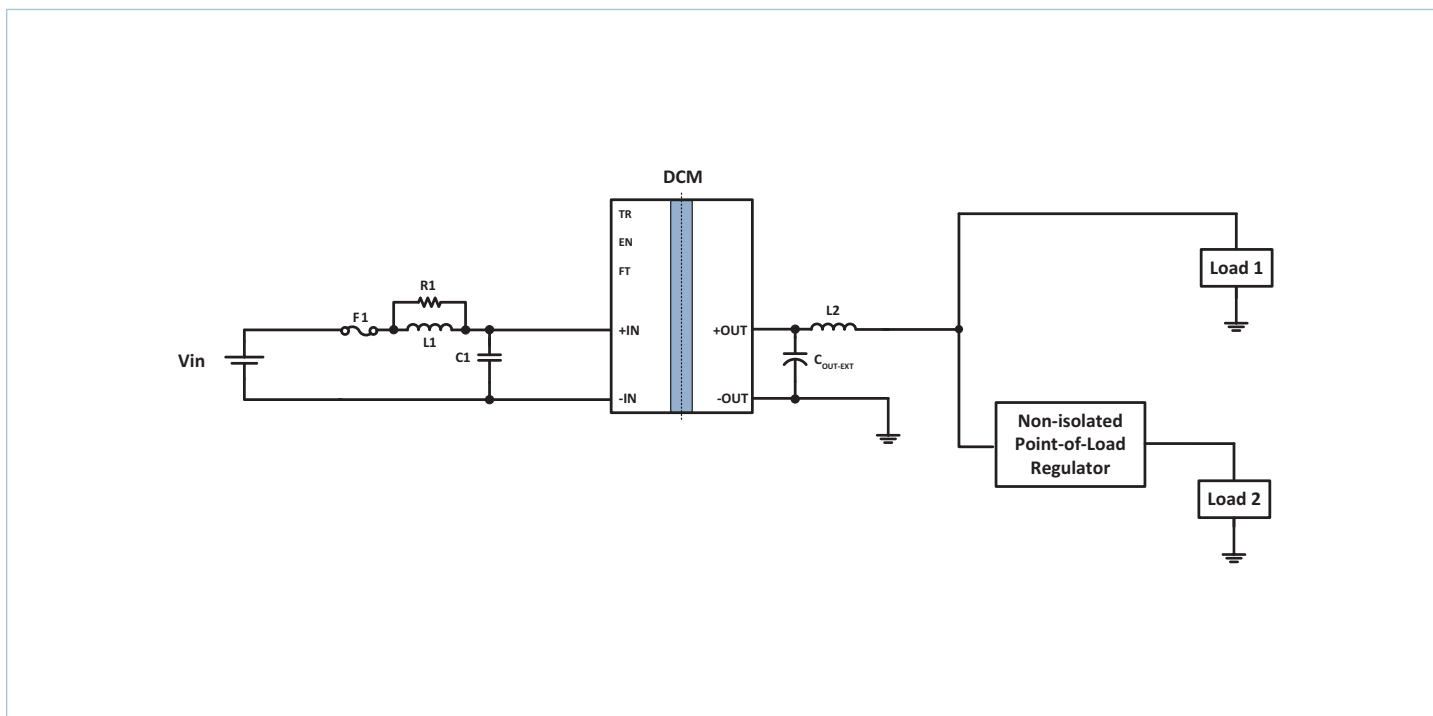 DCM
TR
EN
FT
R1
F1
L1
C1
Vin
+IN
-IN
+OUT
-OUT
L2
COUT-EXT
Load 1
Non-isolated
Point-of-Load
Regulator
Load 2